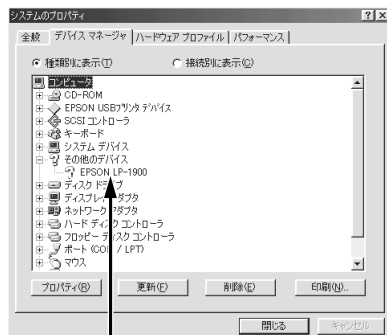 システムのプロパティ
全般 デバイス マネージャ ハードウェア プロファイル パフォーマンス
種類別に表示(T) 接続別に表示(C)
コンピュータ
CD-ROM
EPSON USBプリンタ デバイス
SCSI コントローラ
キーボード
システム デバイス
その他のデバイス
EPSON LP-1900
ディスク ドライブ
ディスプレイ アダプタ
ネットワーク アダプタ
ハード ディスク コントローラ
フロッピー ディスク コントローラ
ポート (COM / LPT)
マウス
プロパティ(R) 更新(F) 削除(E) 印刷(N)...
閉じる キャンセル